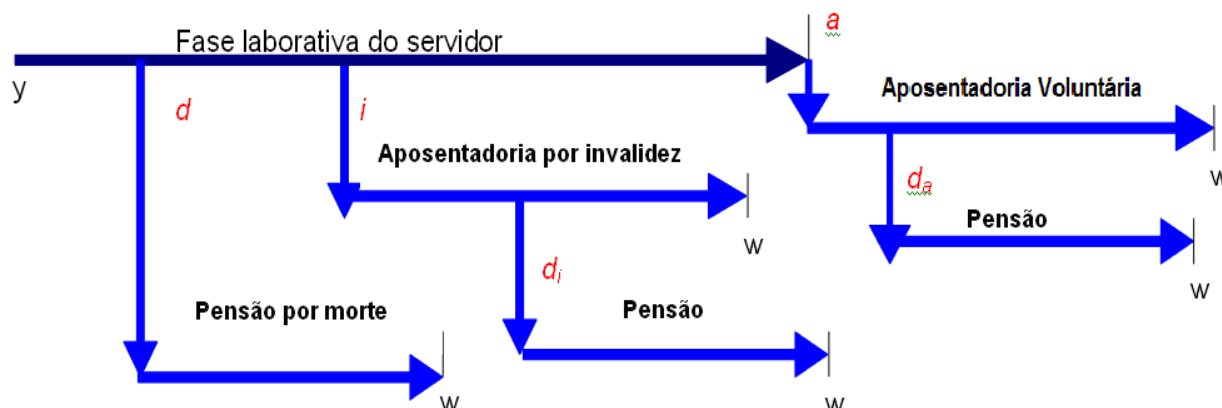 a
Fase laborativa do servidor
y
d
i
Aposentadoria Voluntária
Aposentadoria por invalidez
w
dₐ
Pensão
w
dᵢ
w
Pensão por morte
Pensão
w
w